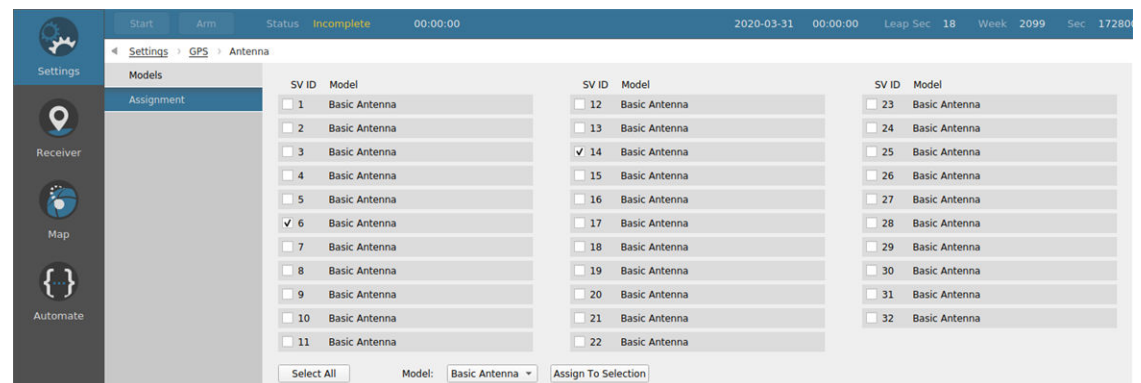 Start Arm Status Incomplete 00:00:00 2020-03-31 00:00:00 Leap Sec 18 Week 2099 Sec 172800
Settings
Settings GPS Antenna
Models
Assignment
Receiver
Map
Automate
SV ID Model
1 Basic Antenna
2 Basic Antenna
3 Basic Antenna
4 Basic Antenna
5 Basic Antenna
6 Basic Antenna
7 Basic Antenna
8 Basic Antenna
9 Basic Antenna
10 Basic Antenna
11 Basic Antenna
SV ID Model
12 Basic Antenna
13 Basic Antenna
14 Basic Antenna
15 Basic Antenna
16 Basic Antenna
17 Basic Antenna
18 Basic Antenna
19 Basic Antenna
20 Basic Antenna
21 Basic Antenna
22 Basic Antenna
SV ID Model
23 Basic Antenna
24 Basic Antenna
25 Basic Antenna
26 Basic Antenna
27 Basic Antenna
28 Basic Antenna
29 Basic Antenna
30 Basic Antenna
31 Basic Antenna
32 Basic Antenna
Select All Model: Basic Antenna Assign To Selection